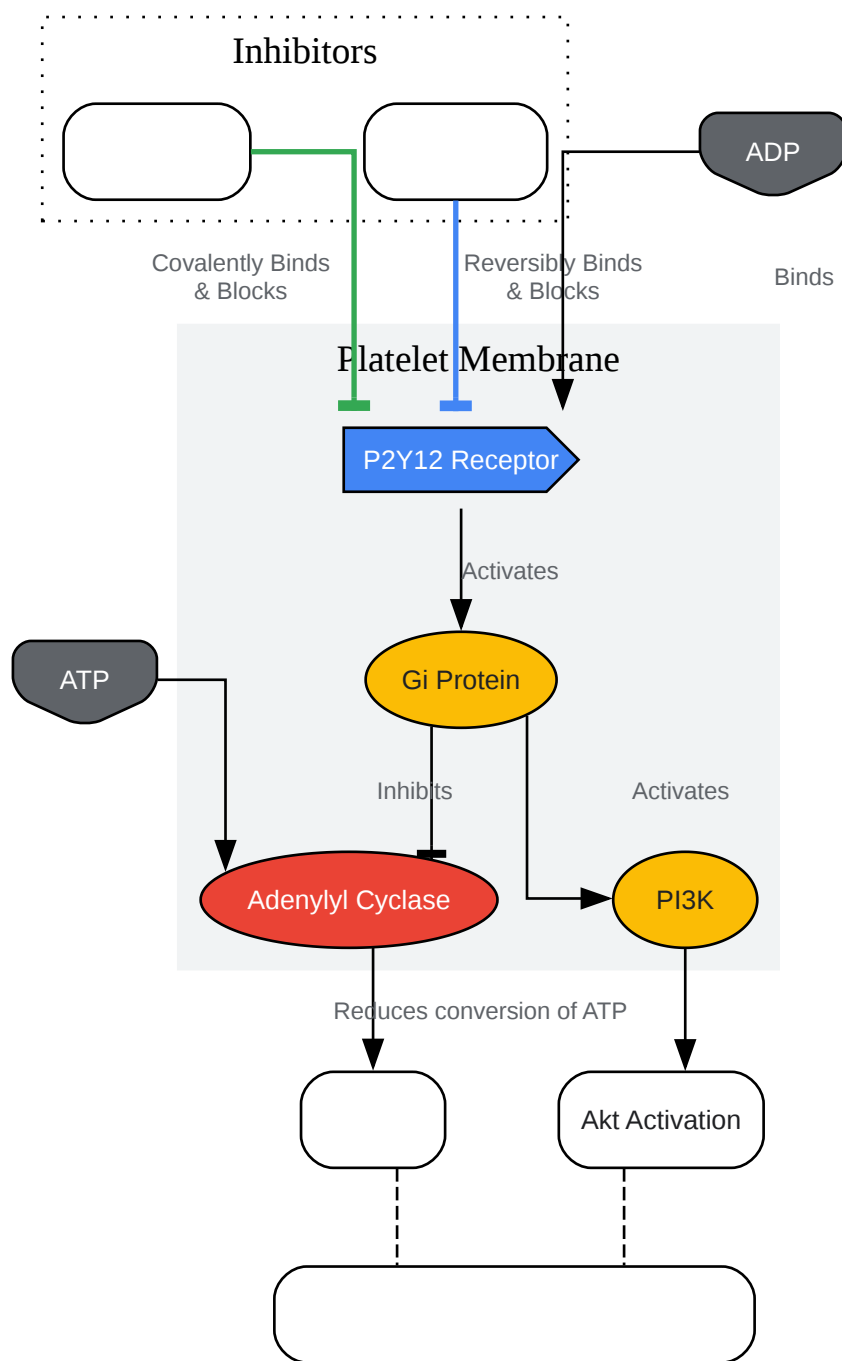 Inhibitors
ADP
Covalently Binds
& Blocks
Reversibly Binds
& Blocks
Binds
Platelet Membrane
P2Y12 Receptor
Activates
ATP
Gi Protein
Inhibits
Activates
Adenylyl Cyclase
PI3K
Reduces conversion of ATP
Akt Activation